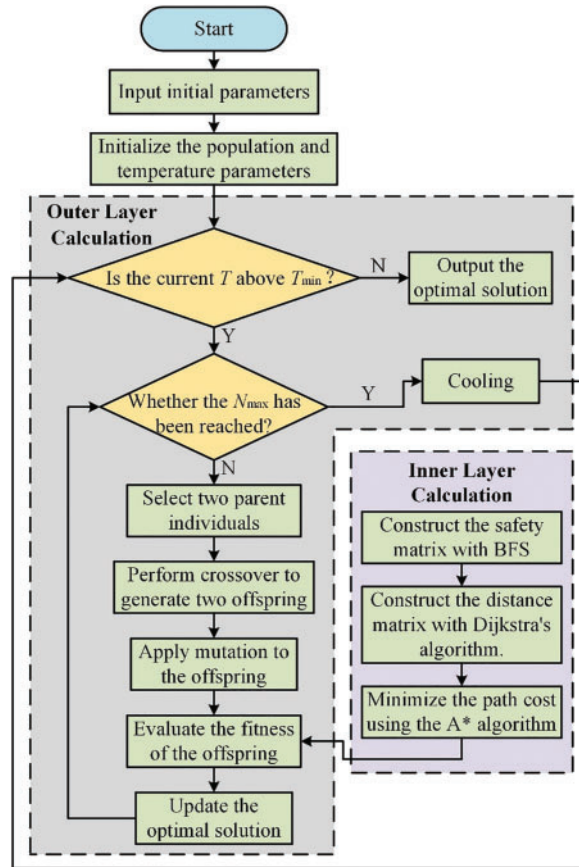 Start
Input initial parameters
Initialize the population and
temperature parameters
Outer Layer
Calculation
Is the current T above Tmin ?
N
Output the
optimal solution
Y
Whether the Nmax has
been reached?
Y
Cooling
N
Select two parent
individuals
Perform crossover to
generate two offspring
Apply mutation to
the offspring
Evaluate the fitness
of the offspring
Update the
optimal solution
Inner Layer
Calculation
Construct the safety
matrix with BFS
Construct the distance
matrix with Dijkstra's
algorithm.
Minimize the path cost
using the A* algorithm